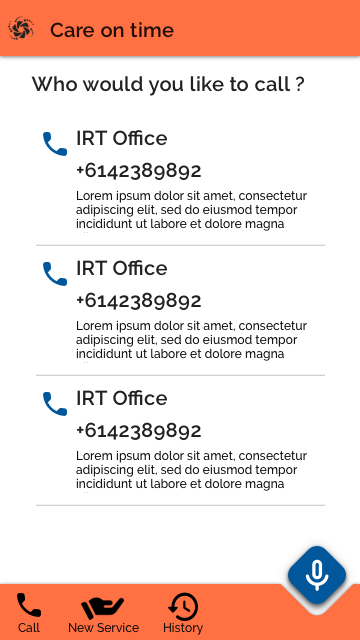 Care on time
Who would you like to call ?
IRT Office
+6142389892
Lorem ipsum dolor sit amet, consectetur
adipiscing elit, sed do eiusmod tempor
incididunt ut labore et dolore magna
IRT Office
+6142389892
Lorem ipsum dolor sit amet, consectetur
adipiscing elit, sed do eiusmod tempor
incididunt ut labore et dolore magna
IRT Office
+6142389892
Lorem ipsum dolor sit amet, consectetur
adipiscing elit, sed do eiusmod tempor
incididunt ut labore et dolore magna
Call New Service History